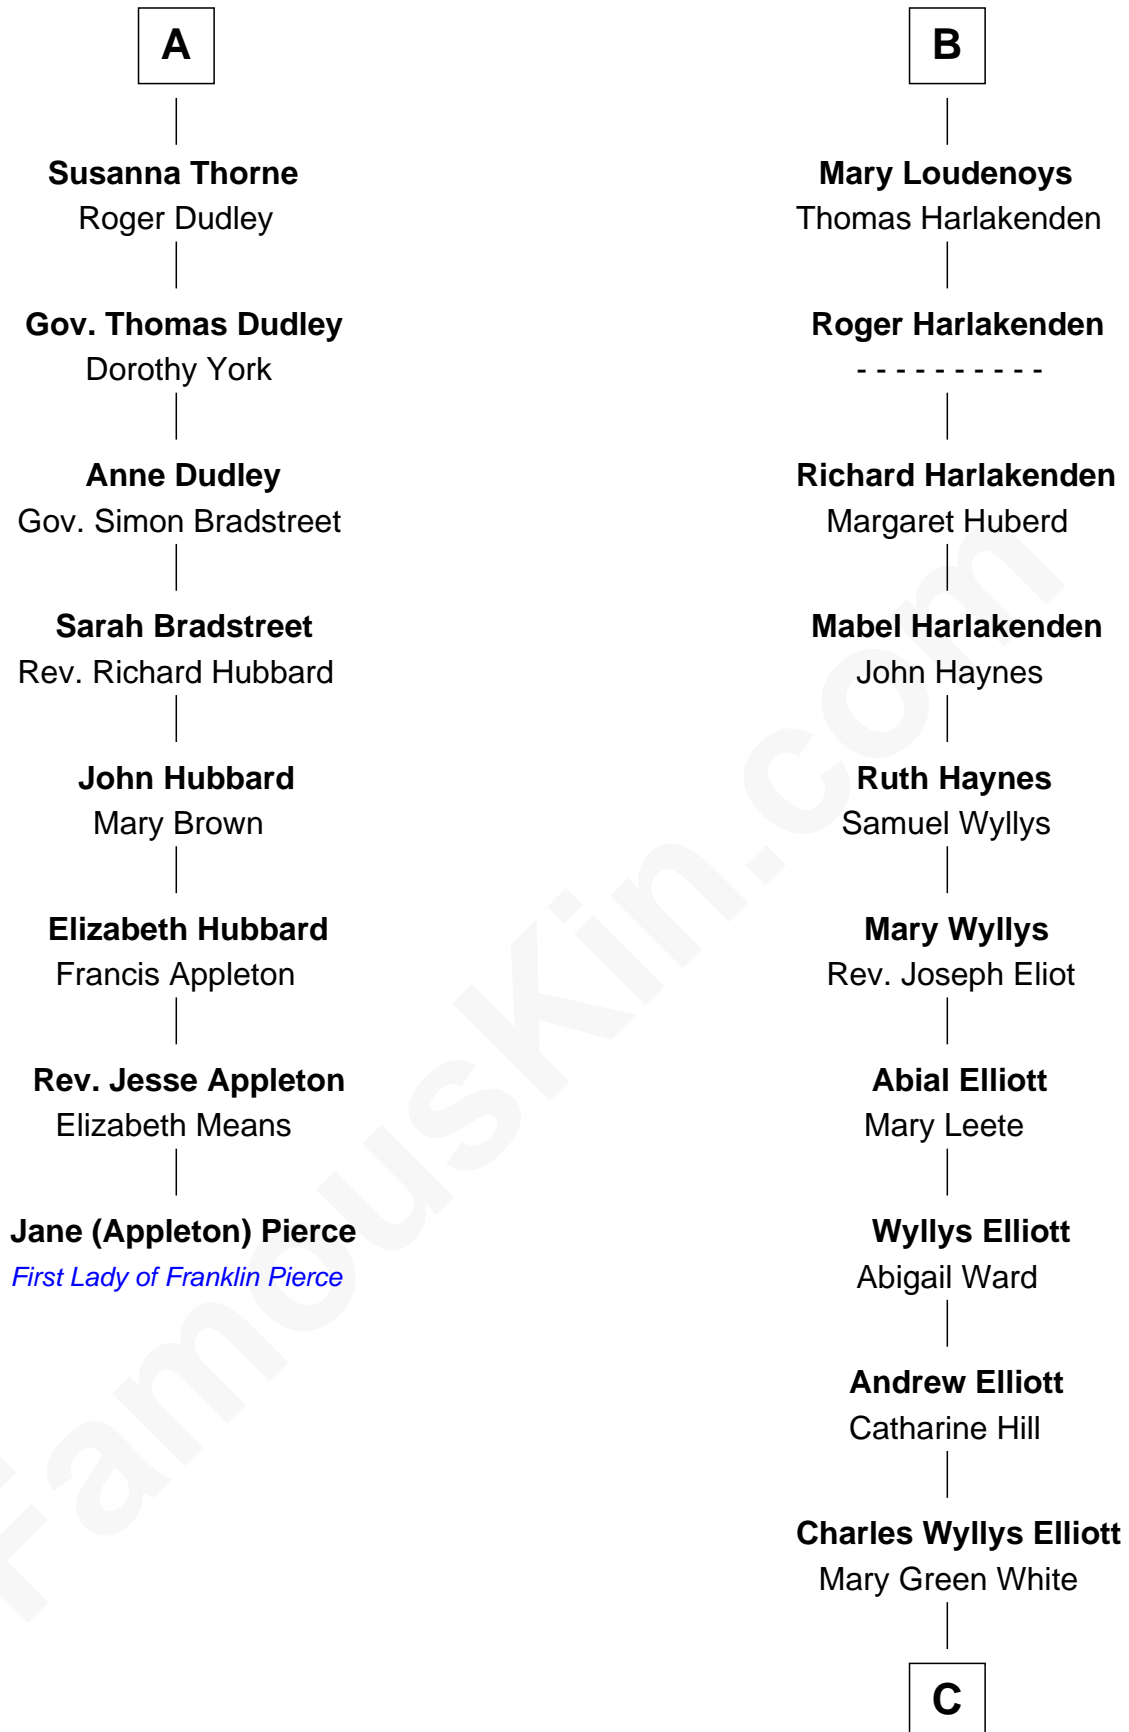 A
Susanna Thorne
Roger Dudley
Gov. Thomas Dudley
Dorothy York
Anne Dudley
Gov. Simon Bradstreet
Sarah Bradstreet
Rev. Richard Hubbard
John Hubbard
Mary Brown
Elizabeth Hubbard
Francis Appleton
Rev. Jesse Appleton
Elizabeth Means
Jane (Appleton) Pierce
First Lady of Franklin Pierce
B
Mary Loudenoys
Thomas Harlakenden
Roger Harlakenden
- - - - - - - - - -
Richard Harlakenden
Margaret Huberd
Mabel Harlakenden
John Haynes
Ruth Haynes
Samuel Wyllys
Mary Wyllys
Rev. Joseph Eliot
Abial Elliott
Mary Leete
Wyllys Elliott
Abigail Ward
Andrew Elliott
Catharine Hill
Charles Wyllys Elliott
Mary Green White
C
FamousKin.com